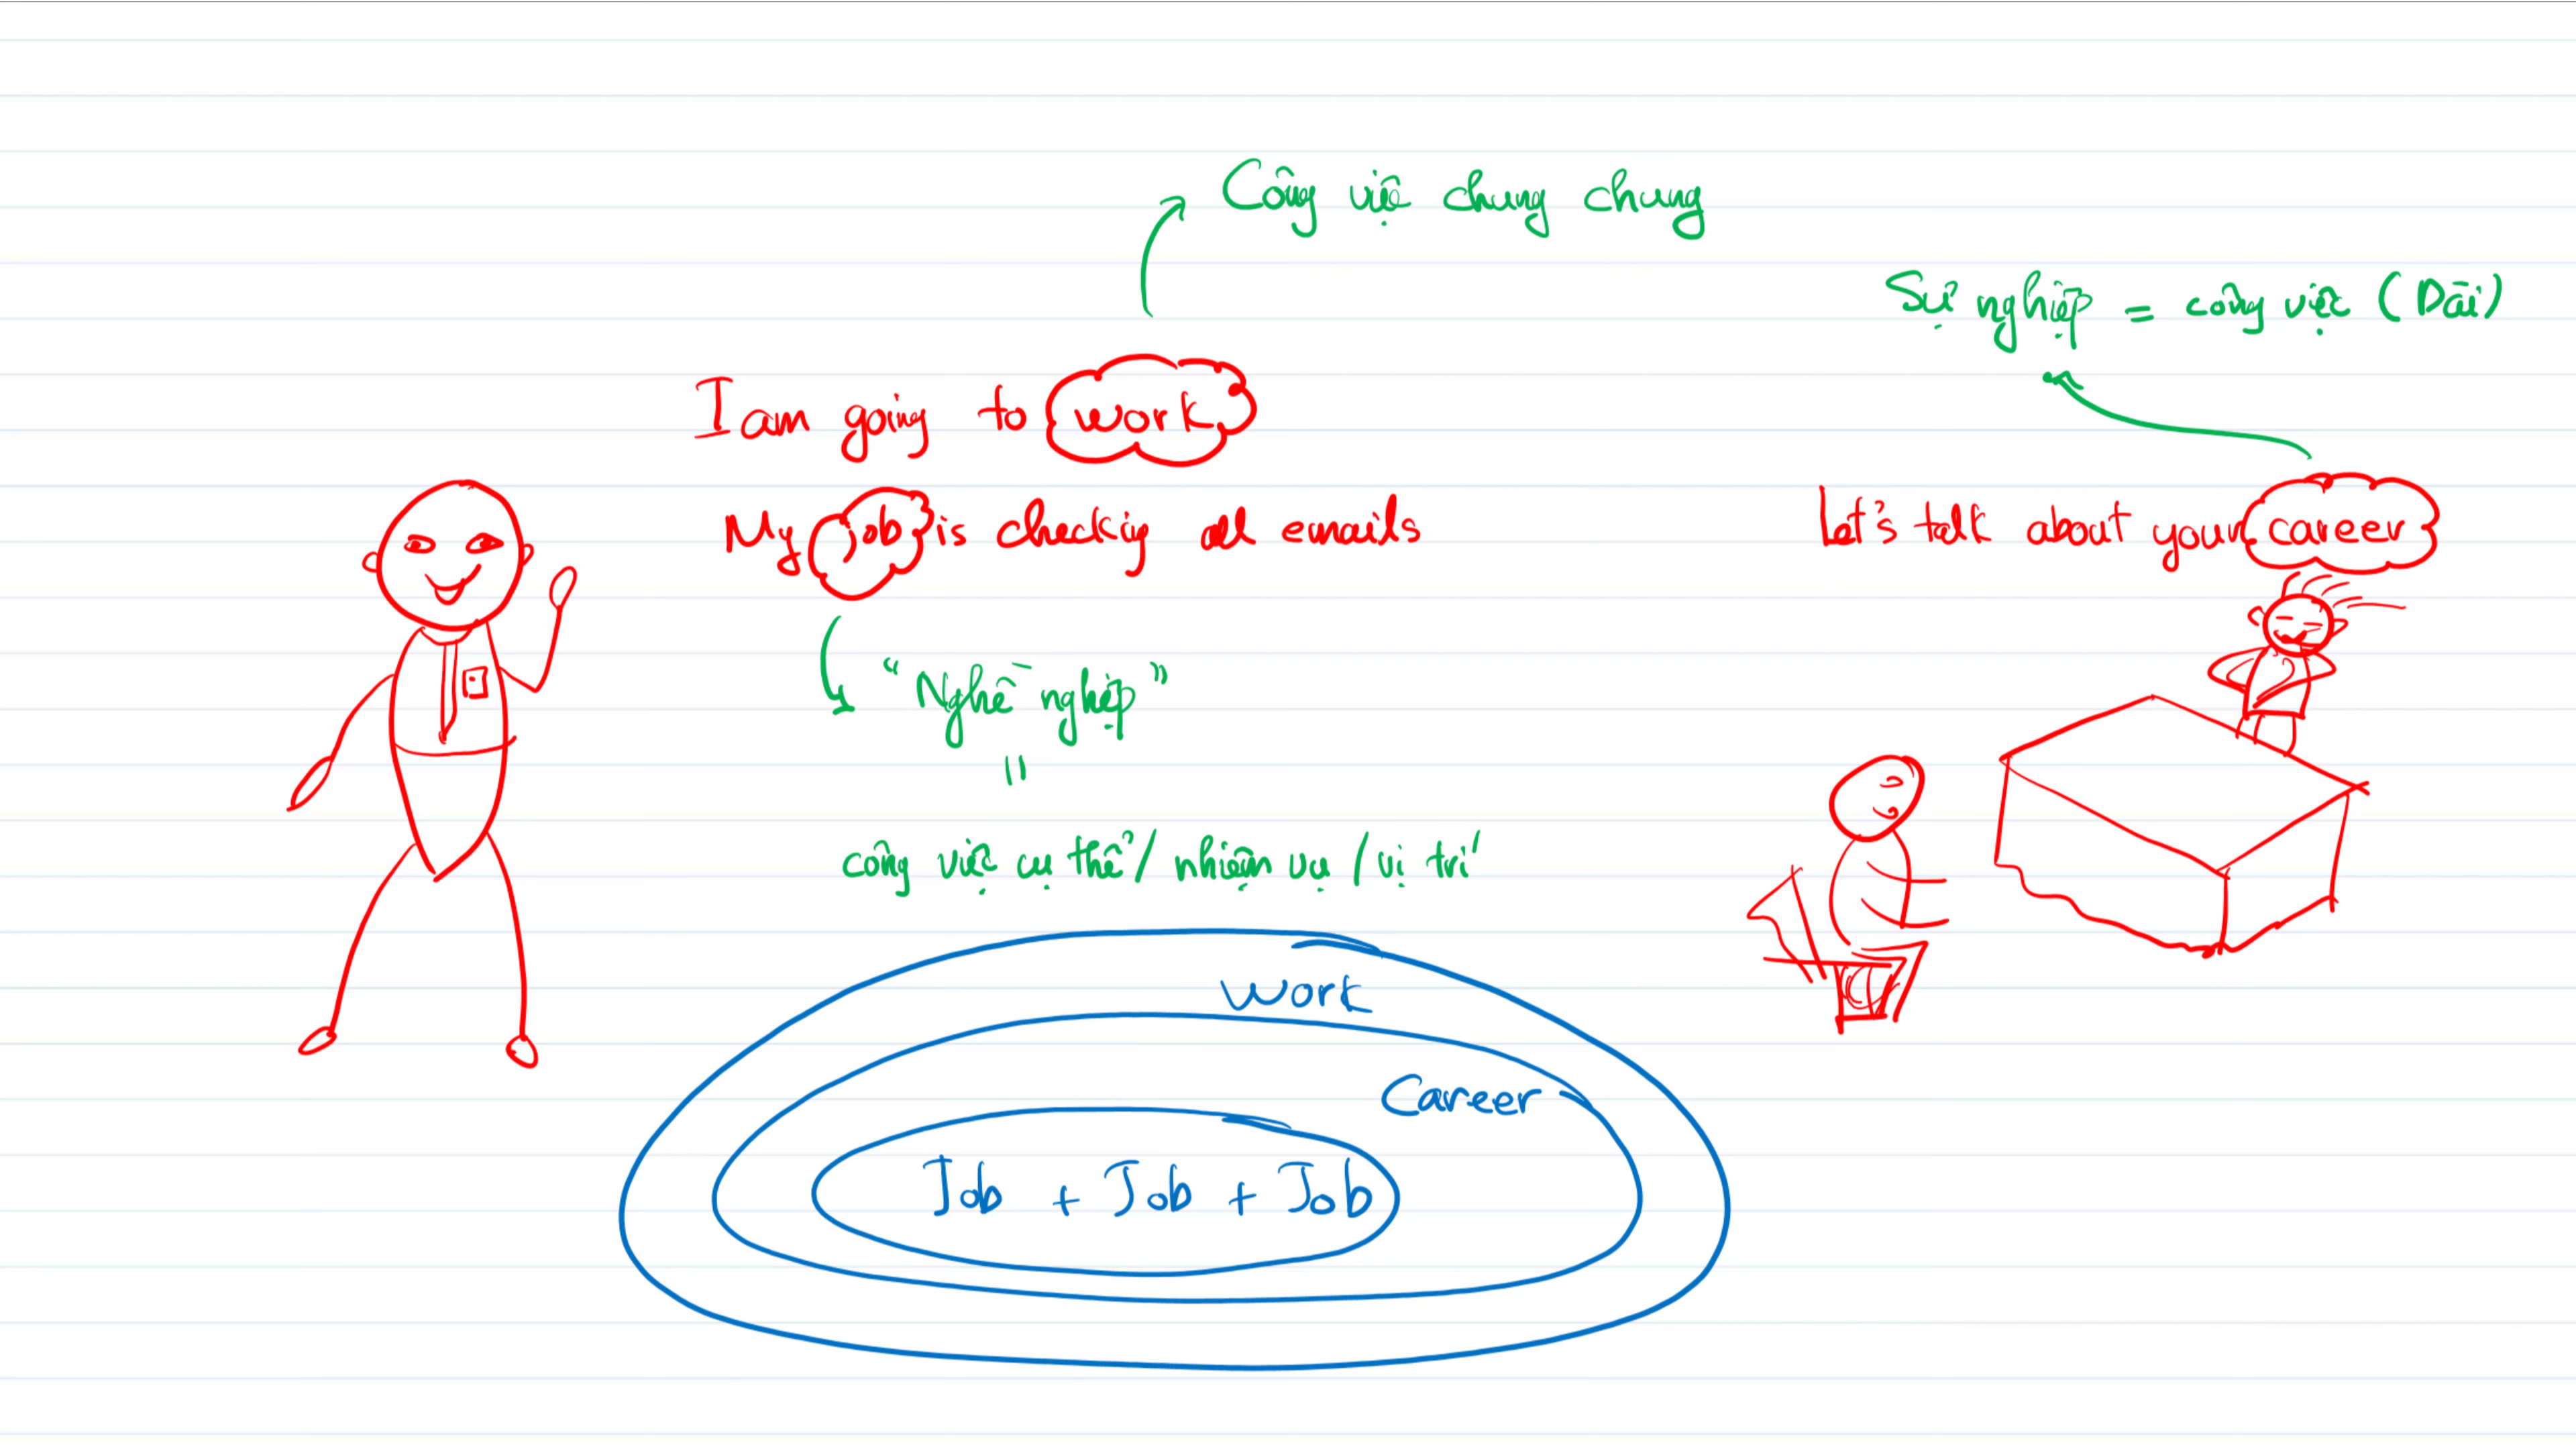 Công việc chung chung
Sự nghiệp = công việc (Dài)
I am going to work
My job is checking all emails
Let's talk about your career
"Nghề nghiệp"
=
công việc cụ thể / nhiệm vụ / vị trí
Work
Career
Job + Job + Job